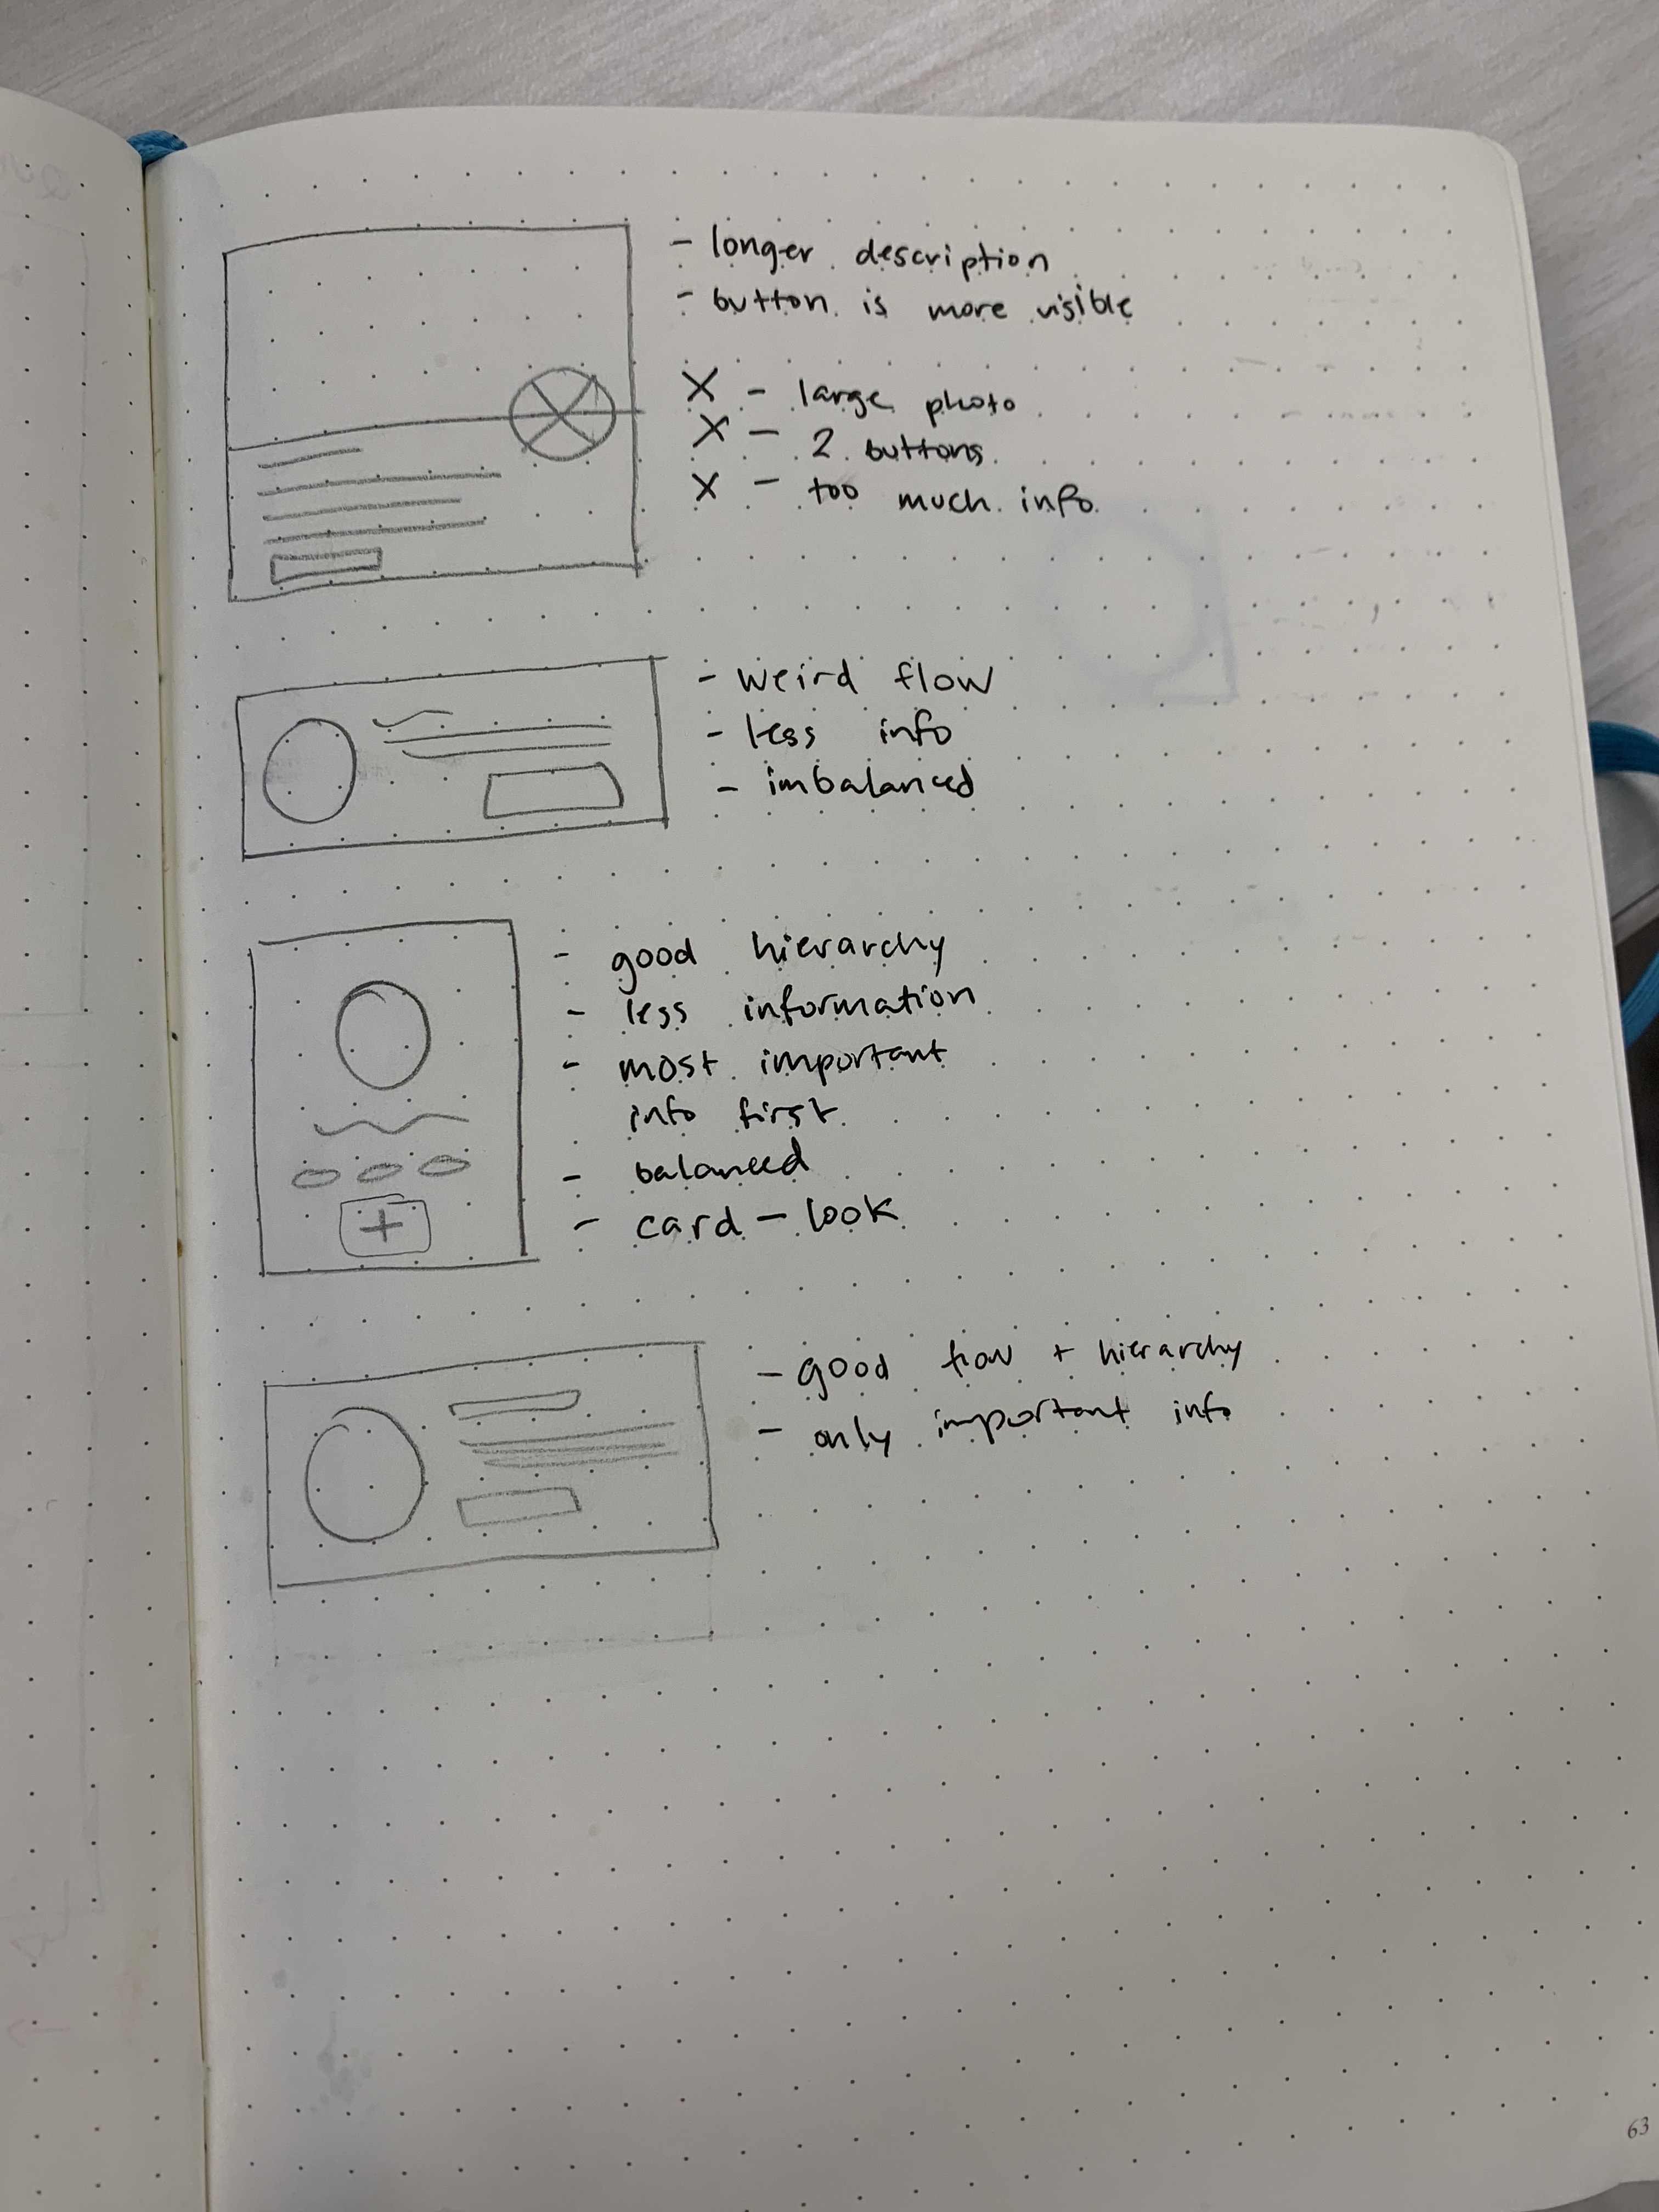 - longer description
- button is more visible
X - large photo
X - 2 buttons
X - too much info
- weird flow
- less info
- imbalanced
- good hierarchy
- less information
- most important
info first
- balanced
- card - look
- good flow + hierarchy
- only important info
63